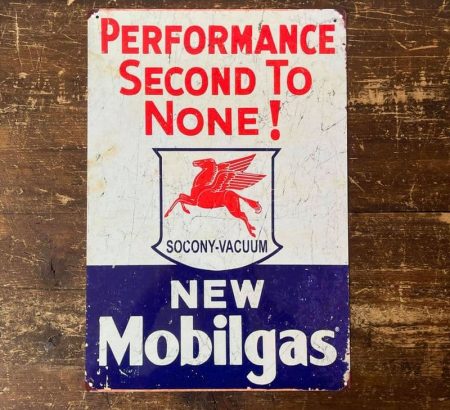 PERFORMANCE
SECOND TO
NONE!
SOCONY-VACUUM
NEW
Mobilgas